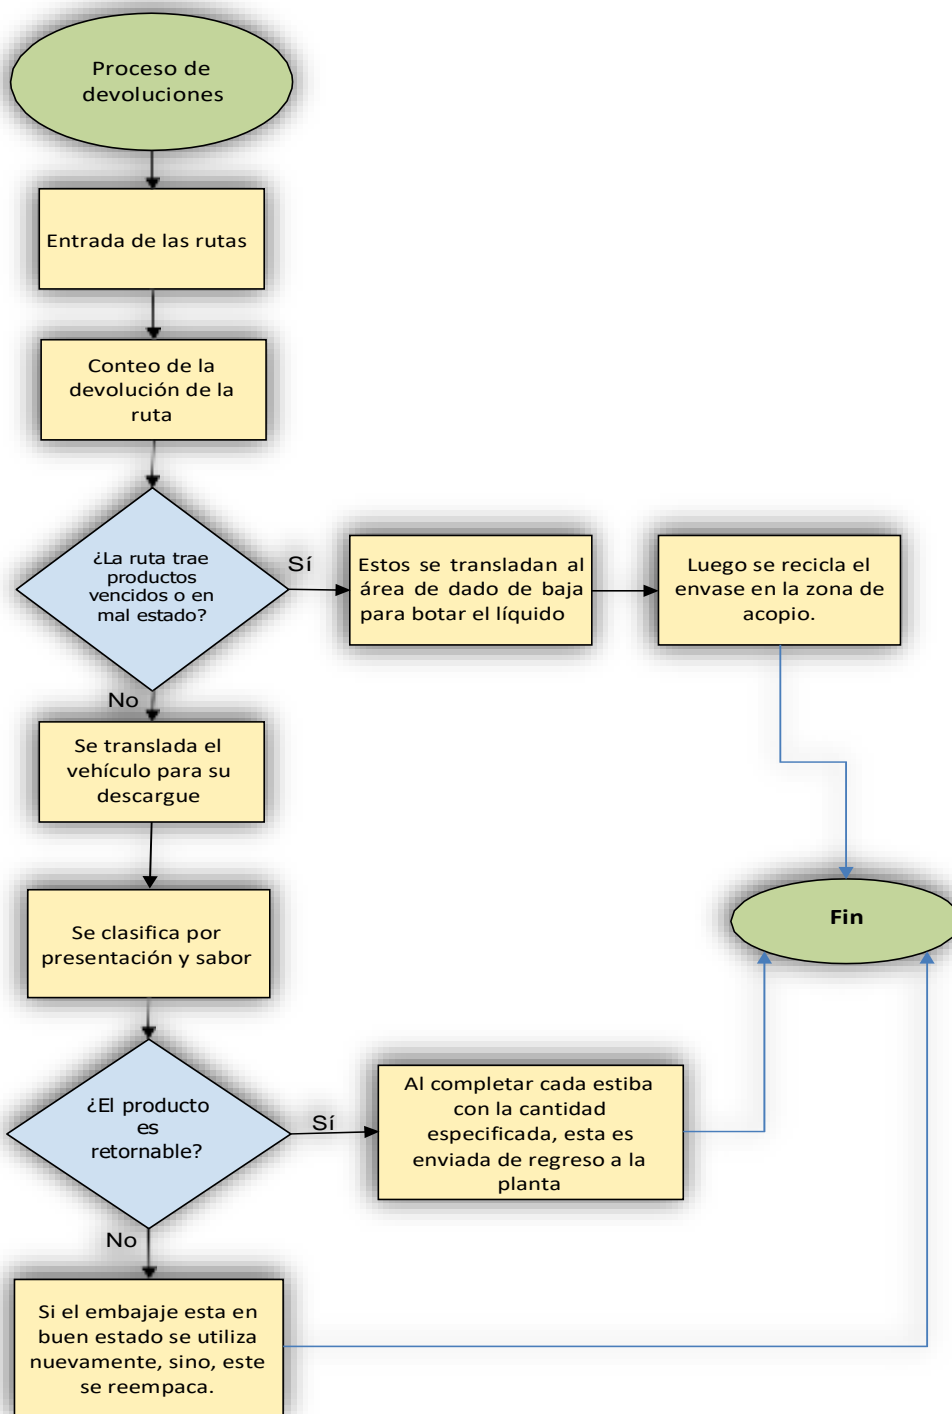 Proceso de
devoluciones
Entrada de las rutas
Conteo de la
devolución de la
ruta
¿La ruta trae
productos
vencidos o en
mal estado?
Sí
Estos se transladan al
área de dado de baja
para botar el líquido
Luego se recicla el
envase en la zona de
acopio.
No
Se translada el
vehículo para su
descargue
Se clasifica por
presentación y sabor
Fin
¿El producto
es
retornable?
Sí
Al completar cada estiba
con la cantidad
especificada, esta es
enviada de regreso a la
planta
No
Si el embajaje esta en
buen estado se utiliza
nuevamente, sino, este
se reempaca.